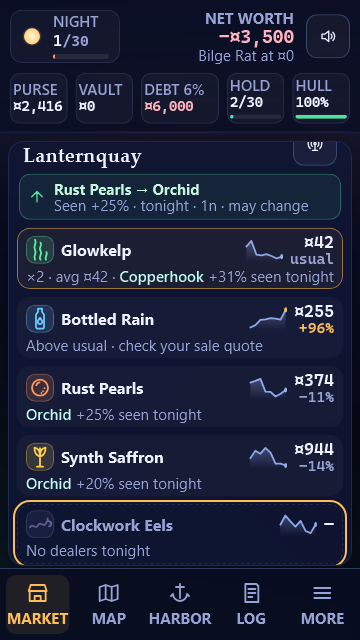 NIGHT
1/30
NET WORTH
−¤3,500
Bilge Rat at ¤0
PURSE
¤2,416
VAULT
¤0
DEBT 6%
¤6,000
HOLD
2/30
HULL
100%
Lanternquay
Rust Pearls → Orchid
Seen +25% · tonight · 1n · may change
Glowkelp
¤42
usual
×2 · avg ¤42 · Copperhook +31% seen tonight
Bottled Rain
¤255
+96%
Above usual · check your sale quote
Rust Pearls
¤374
−11%
Orchid +25% seen tonight
Synth Saffron
¤944
−14%
Orchid +20% seen tonight
Clockwork Eels
–
No dealers tonight
MARKET
MAP
HARBOR
LOG
MORE